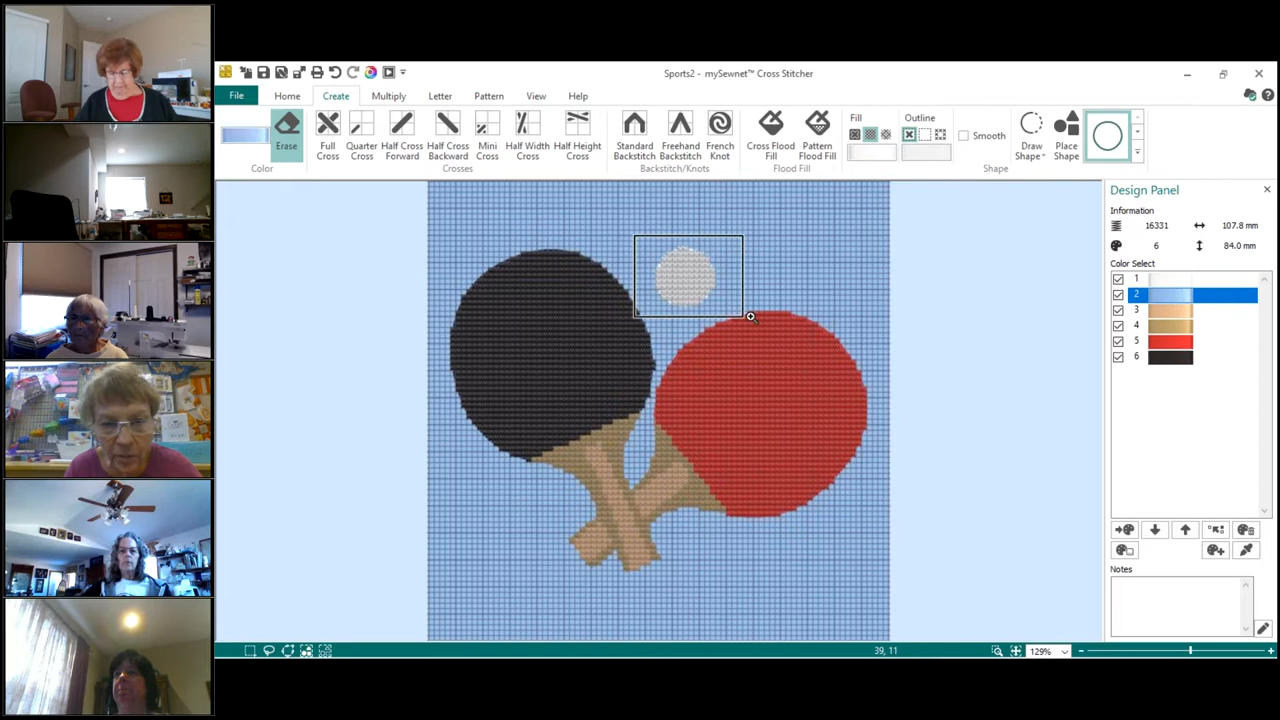 Sports2 - mySewnet™ Cross Stitcher
File Home Create Multiply Letter Pattern View Help
Erase
Color
Full Cross
Quarter Cross
Half Cross Forward
Half Cross Backward
Mini Cross
Half Width Cross
Half Height Cross
Crosses
Standard Backstitch
Freehand Backstitch
French Knot
Backstitch/Knots
Cross Flood Fill
Pattern Flood Fill
Flood Fill
Fill
Outline
Smooth
Draw Shape
Place Shape
Shape
Design Panel
Information
16331 107.8 mm
6 84.0 mm
Color Select
1
2
3
4
5
6
Notes
39, 11
129%